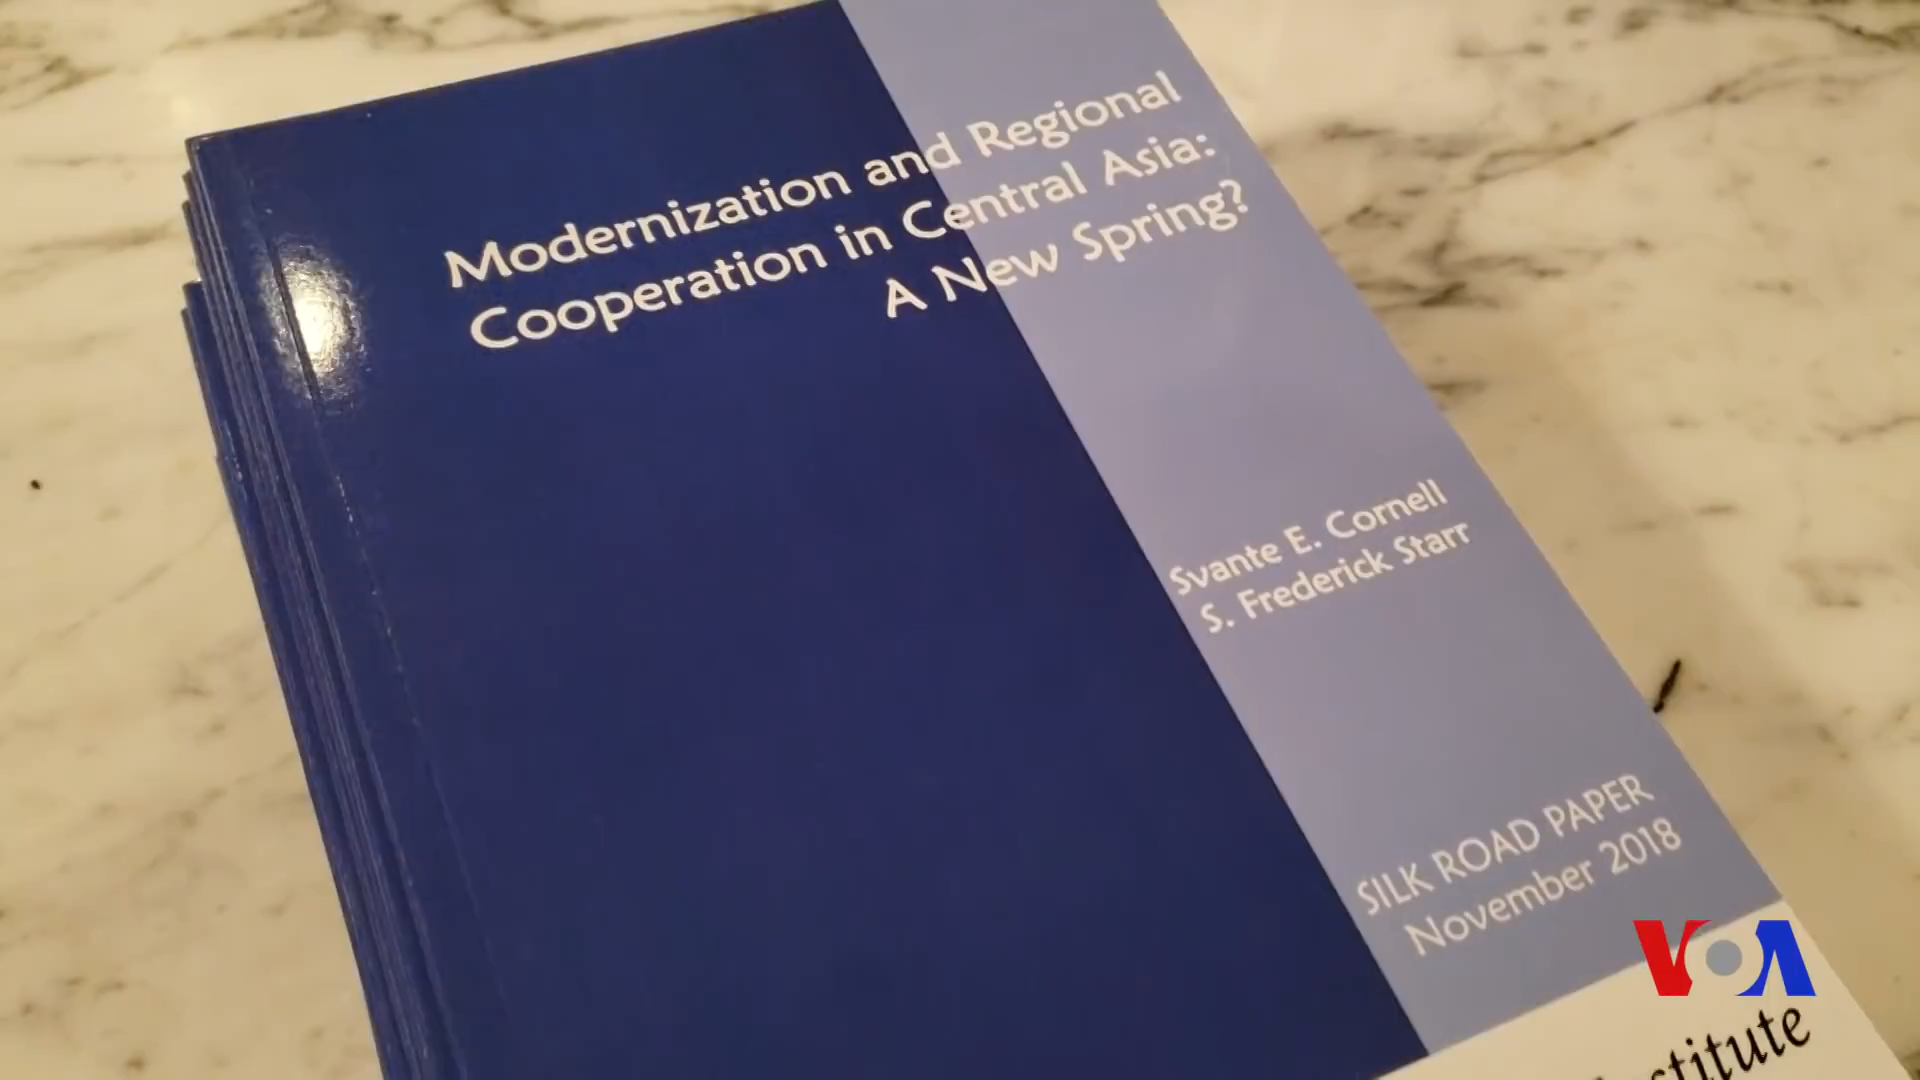 Modernization and Regional
Cooperation in Central Asia:
A New Spring?
Svante E. Cornell
S. Frederick Starr
SILK ROAD PAPER
November 2018
VOA